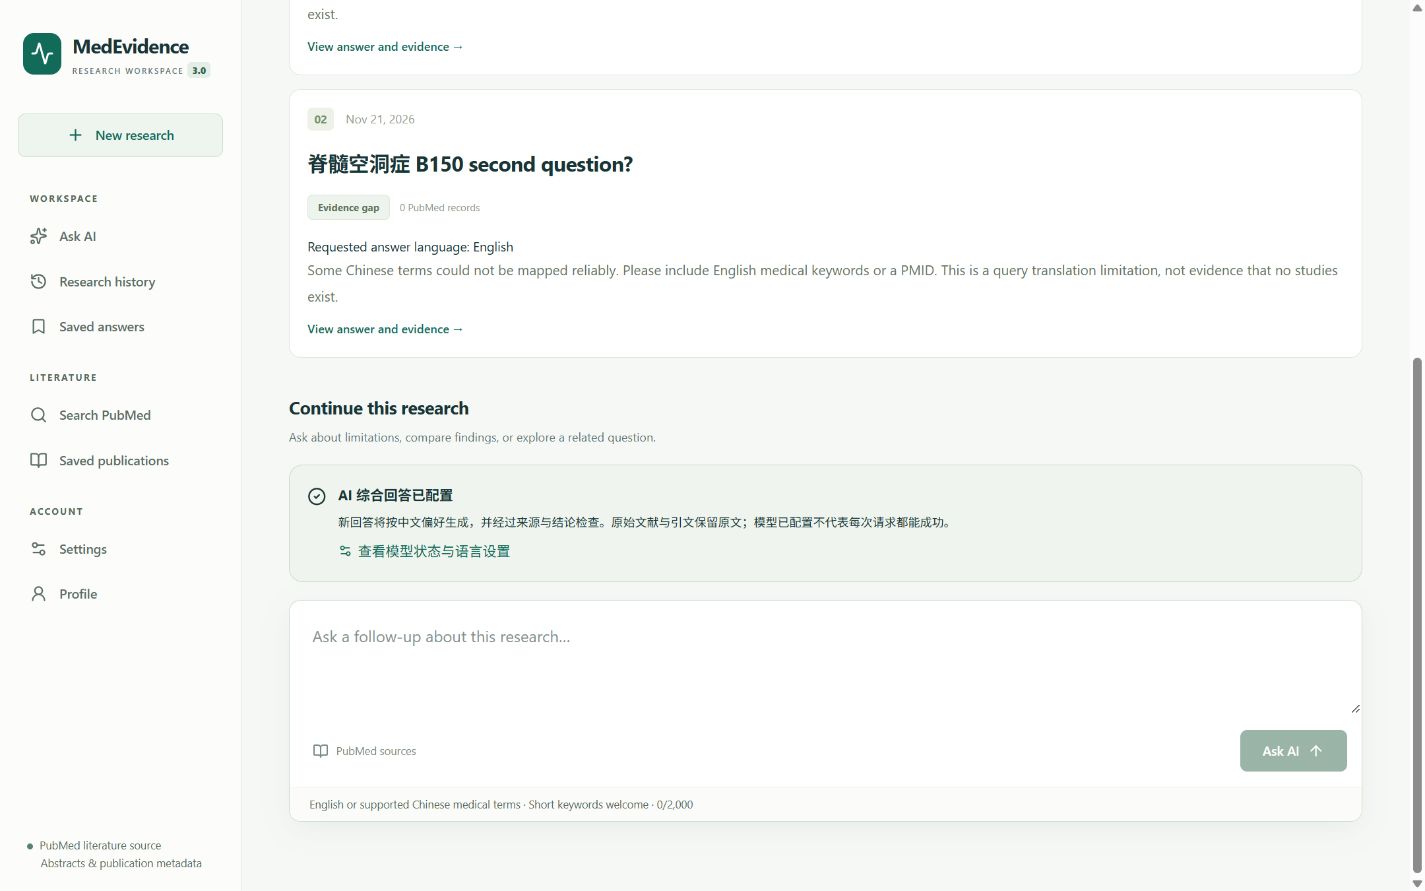 MedEvidence
RESEARCH WORKSPACE 3.0
New research
WORKSPACE
Ask AI
Research history
Saved answers
LITERATURE
Search PubMed
Saved publications
ACCOUNT
Settings
Profile
PubMed literature source
Abstracts & publication metadata
exist.
View answer and evidence →
02 Nov 21, 2026
脊髓空洞症 B150 second question?
Evidence gap 0 PubMed records
Requested answer language: English
Some Chinese terms could not be mapped reliably. Please include English medical keywords or a PMID. This is a query translation limitation, not evidence that no studies
exist.
View answer and evidence →
Continue this research
Ask about limitations, compare findings, or explore a related question.
AI 综合回答已配置
新回答将按中文偏好生成，并经过来源与结论检查。原始文献与引文保留原文；模型已配置不代表每次请求都能成功。
查看模型状态与语言设置
Ask a follow-up about this research...
PubMed sources
Ask AI ↑
English or supported Chinese medical terms · Short keywords welcome · 0/2,000